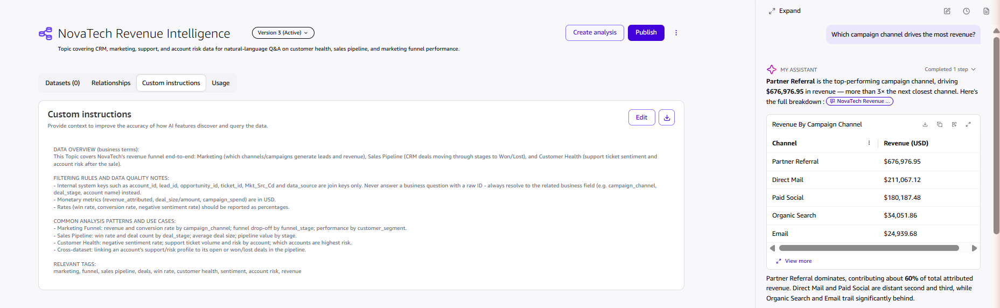 NovaTech Revenue Intelligence
Version 3 (Active)
Create analysis
Publish
Topic covering CRM, marketing, support, and account risk data for natural-language Q&A on customer health, sales pipeline, and marketing funnel performance.
Datasets (0)
Relationships
Custom instructions
Usage
Custom instructions
Edit
Provide context to improve the accuracy of how AI features discover and query the data.
DATA OVERVIEW (business terms):
This Topic covers NovaTech's revenue funnel end-to-end: Marketing (which channels/campaigns generate leads and revenue), Sales Pipeline (CRM deals moving through stages to Won/Lost), and Customer Health (support ticket sentiment and
account risk after the sale).
FILTERING RULES AND DATA QUALITY NOTES:
- Internal system keys such as account_id, lead_id, opportunity_id, ticket_id, Mkt_Src_Cd and data_source are join keys only. Never answer a business question with a raw ID - always resolve to the related business field (e.g. campaign_channel,
deal_stage, account name) instead.
- Monetary metrics (revenue_attributed, deal_size/amount, campaign_spend) are in USD.
- Rates (win rate, conversion rate, negative sentiment rate) should be reported as percentages.
COMMON ANALYSIS PATTERNS AND USE CASES:
- Marketing Funnel: revenue and conversion rate by campaign_channel; funnel drop-off by funnel_stage; performance by customer_segment.
- Sales Pipeline: win rate and deal count by deal_stage; average deal size; pipeline value by stage.
- Customer Health: negative sentiment rate; support ticket volume and risk by account; which accounts are highest risk.
- Cross-dataset: linking an account's support/risk profile to its open or won/lost deals in the pipeline.
RELEVANT TAGS:
marketing, funnel, sales pipeline, deals, win rate, customer health, sentiment, account risk, revenue
Expand
Which campaign channel drives the most revenue?
MY ASSISTANT
Completed 1 step
Partner Referral is the top-performing campaign channel, driving
$676,976.95 in revenue — more than 3× the next closest channel. Here's
the full breakdown : NovaTech Revenue ...
Revenue By Campaign Channel
Channel Revenue (USD)
Partner Referral $676,976.95
Direct Mail $211,067.12
Paid Social $180,187.48
Organic Search $34,051.86
Email $24,939.68
View more
Partner Referral dominates, contributing about 60% of total attributed
revenue. Direct Mail and Paid Social are distant second and third, while
Organic Search and Email trail significantly behind.